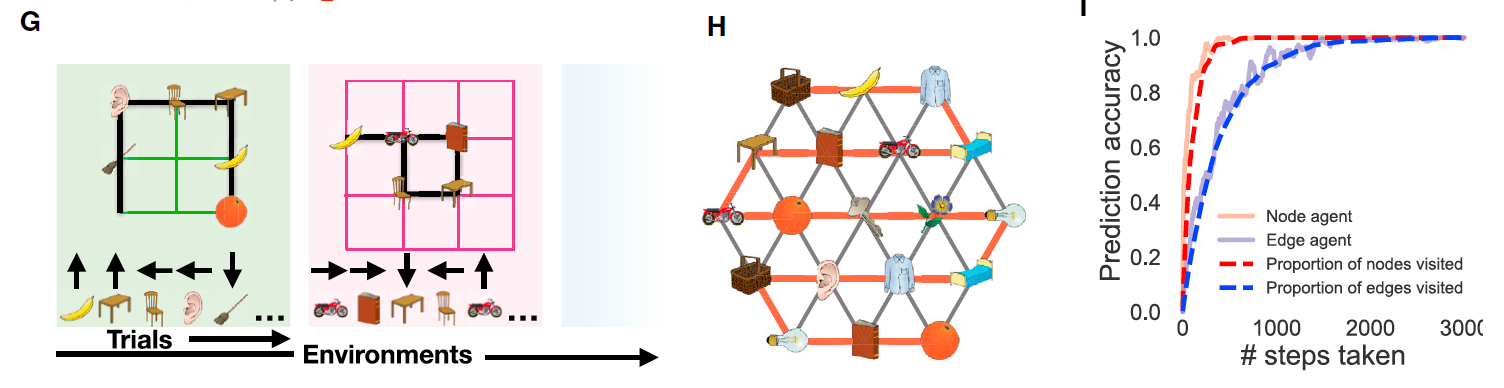 G
Trials
Environments
H
I
Prediction accuracy
1.0
0.8
0.6
0.4
0.2
0.0
Node agent
Edge agent
Proportion of nodes visited
Proportion of edges visited
0
1000
2000
# steps taken